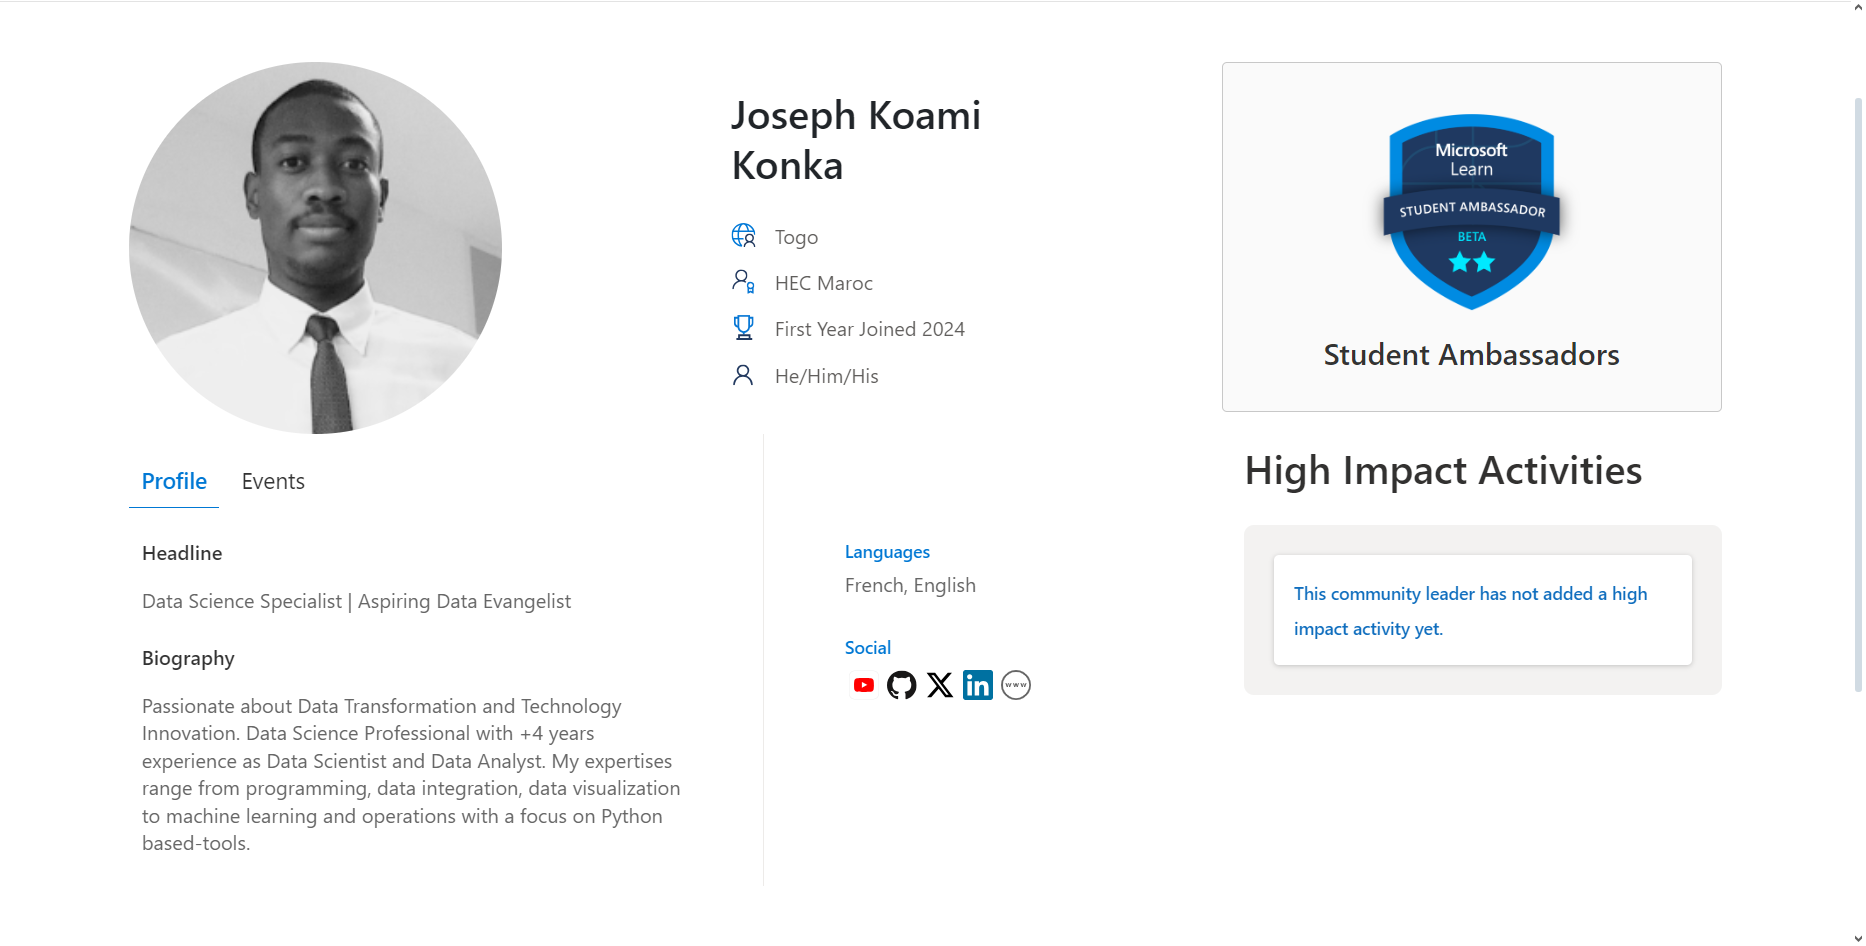 Joseph Koami
Konka
Togo
HEC Maroc
First Year Joined 2024
He/Him/His
Microsoft
Learn
STUDENT AMBASSADOR
BETA
Student Ambassadors
Profile
Events
Headline
Data Science Specialist | Aspiring Data Evangelist
Biography
Passionate about Data Transformation and Technology
Innovation. Data Science Professional with +4 years
experience as Data Scientist and Data Analyst. My expertises
range from programming, data integration, data visualization
to machine learning and operations with a focus on Python
based-tools.
Languages
French, English
Social
in
www
High Impact Activities
This community leader has not added a high
impact activity yet.